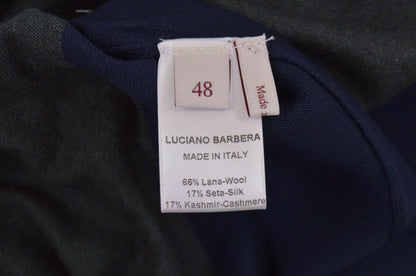 48
Made
LUCIANO BARBERA
MADE IN ITALY
66% Lana-Wool
17% Seta-Silk
17% Kashmir-Cashmere